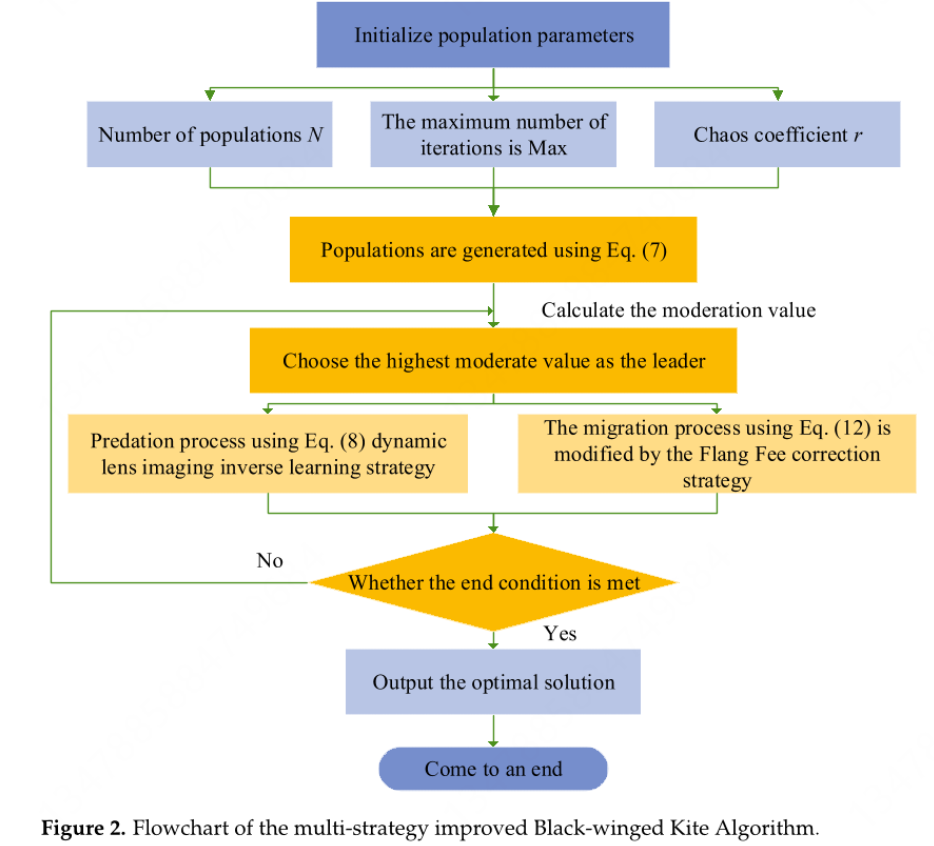 Initialize population parameters
Number of populations N
The maximum number of
iterations is Max
Chaos coefficient r
Populations are generated using Eq. (7)
Calculate the moderation value
Choose the highest moderate value as the leader
Predation process using Eq. (8) dynamic
lens imaging inverse learning strategy
The migration process using Eq. (12) is
modified by the Flang Fee correction
strategy
No
Whether the end condition is met
Yes
Output the optimal solution
Come to an end
Figure 2. Flowchart of the multi-strategy improved Black-winged Kite Algorithm.